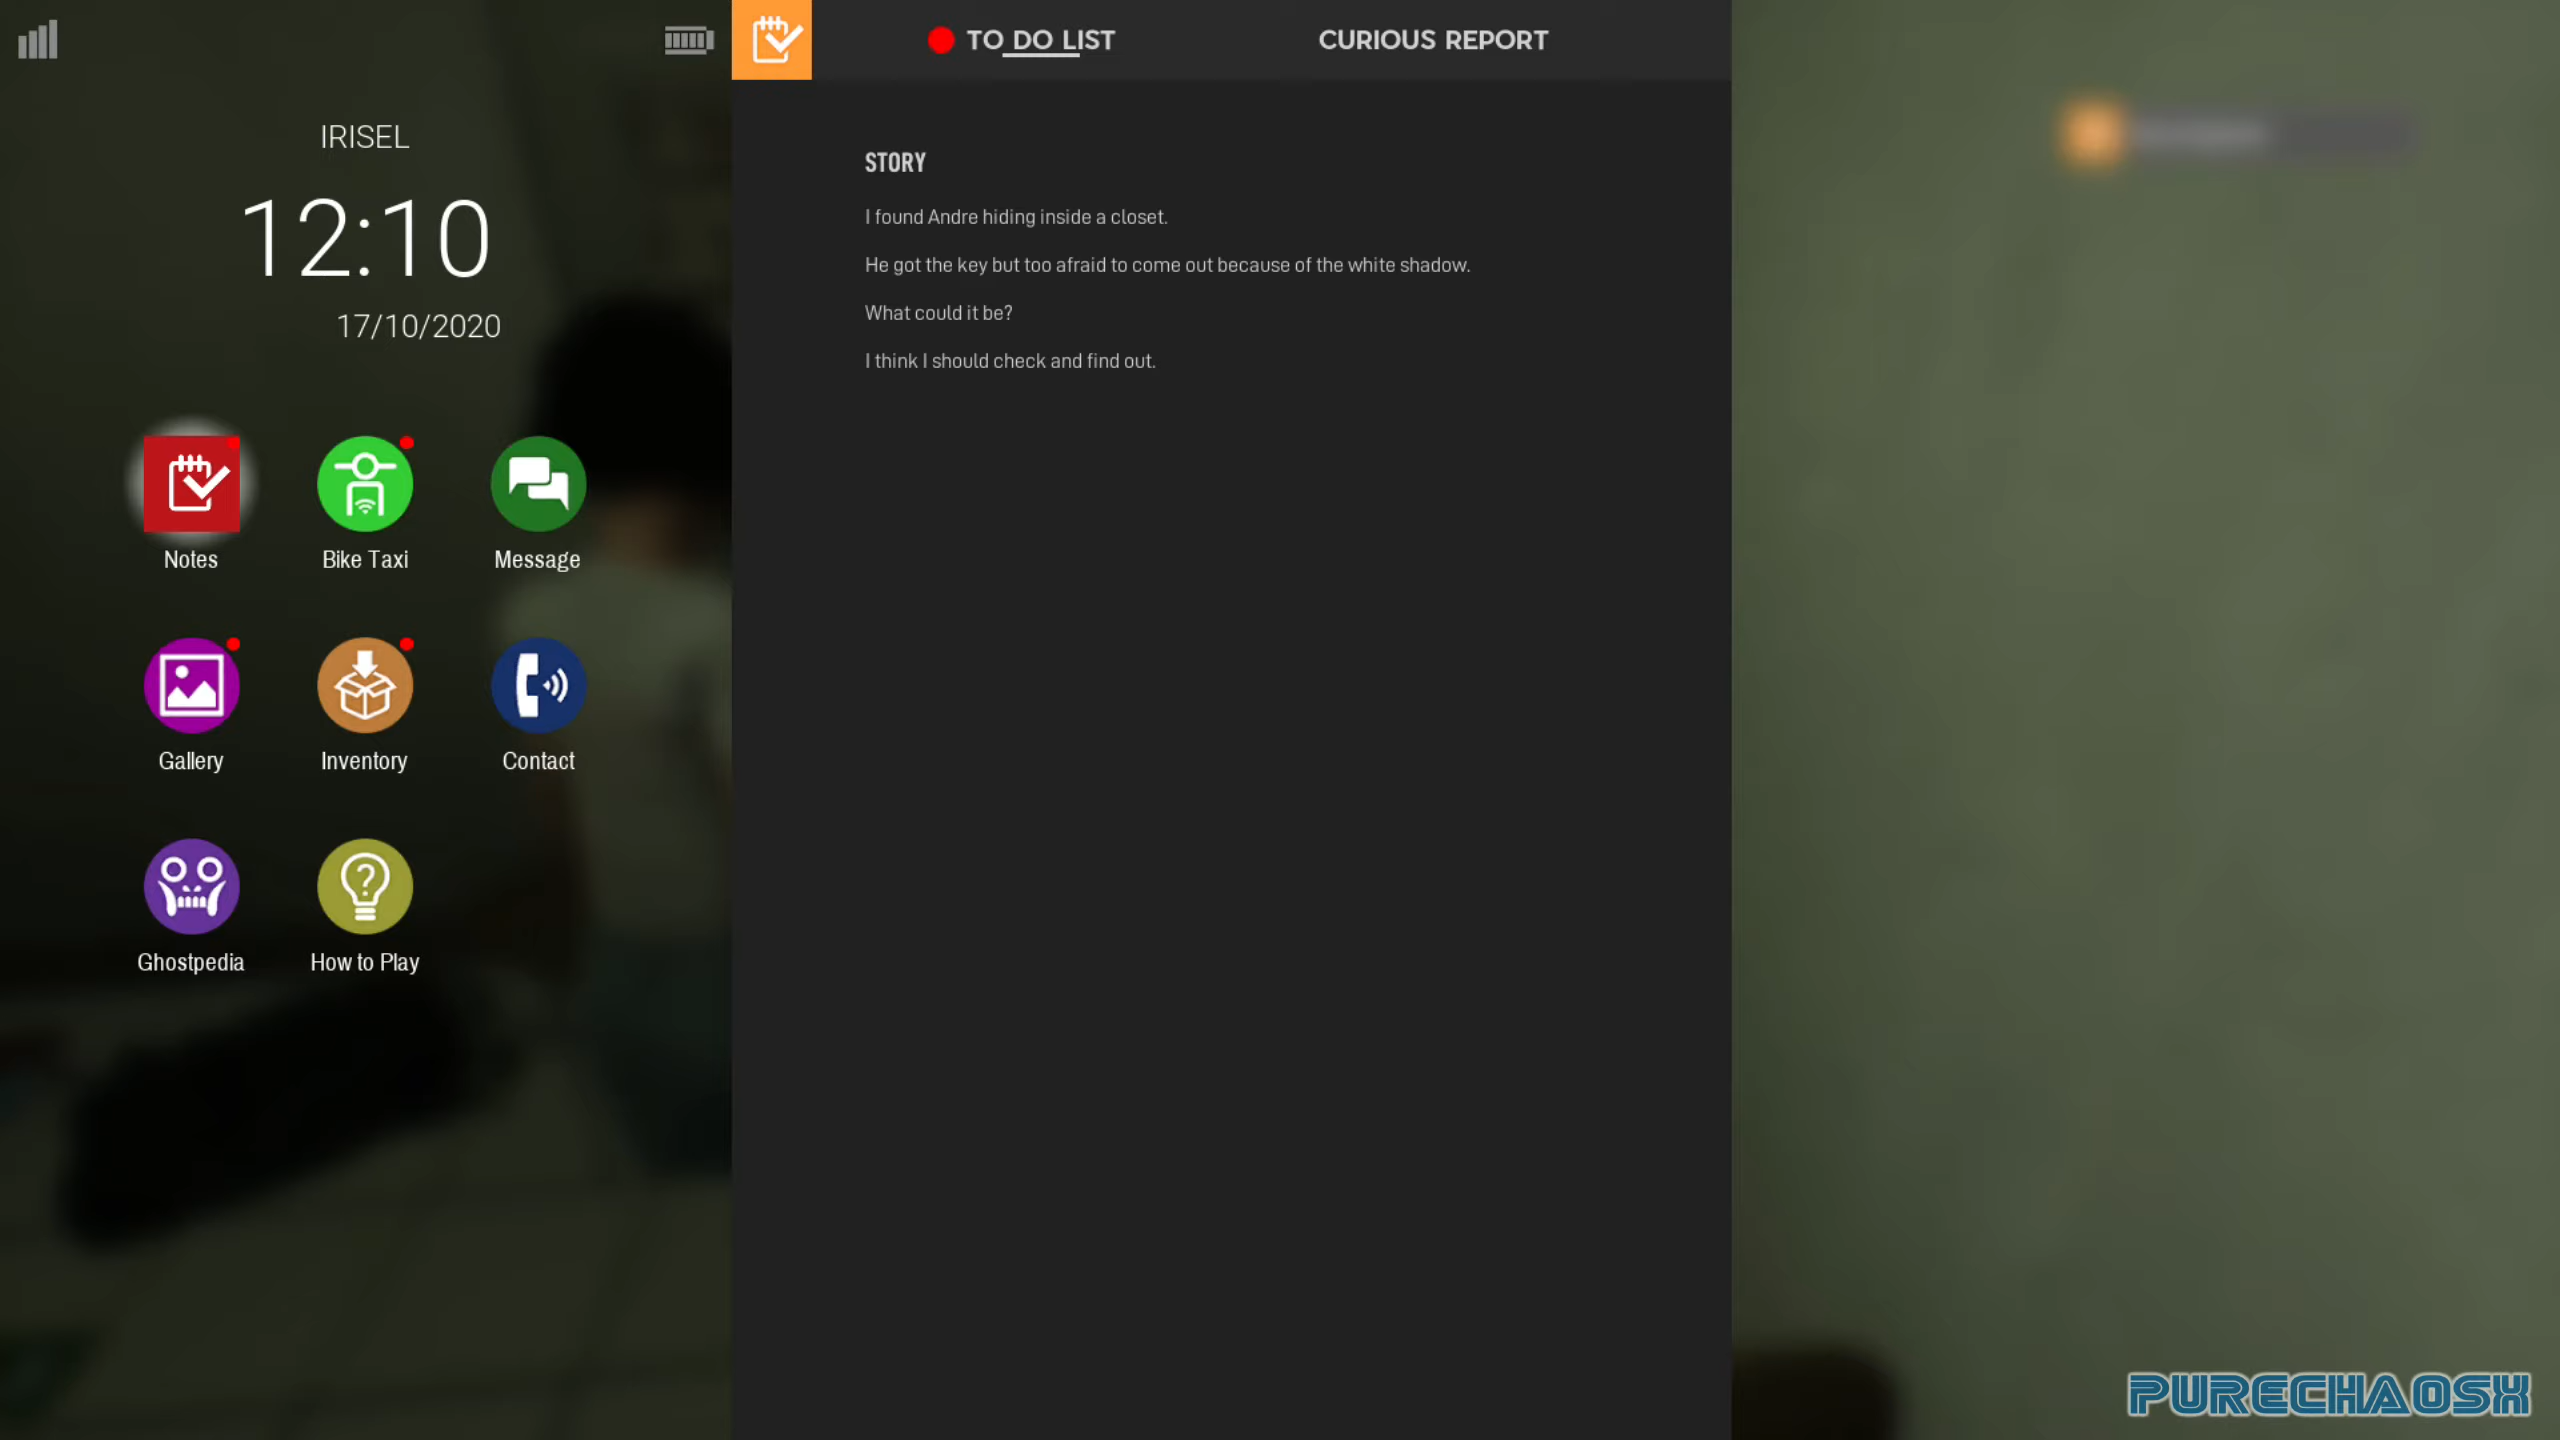 IRISEL
12:10
17/10/2020
Notes
Bike Taxi
Message
Gallery
Inventory
Contact
Ghostpedia
How to Play
TO DO LIST
CURIOUS REPORT
STORY
I found Andre hiding inside a closet.
He got the key but too afraid to come out because of the white shadow.
What could it be?
I think I should check and find out.
PURECHAOSX